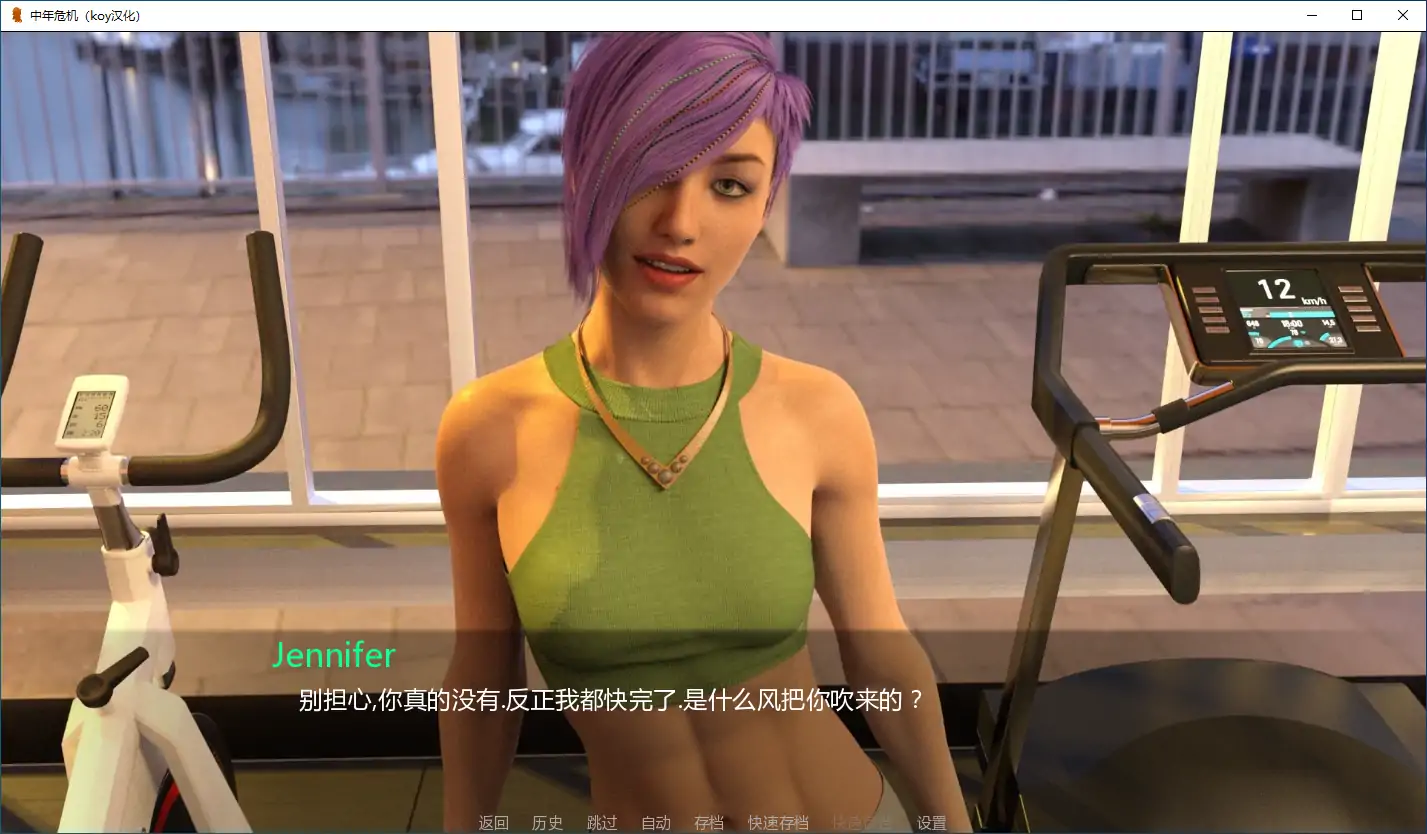 中年危机（koy汉化）
12
km/h
18:00
Jennifer
别担心,你真的没有.反正我都快完了.是什么风把你吹来的？
返回 历史 跳过 自动 存档 快速存档 设置